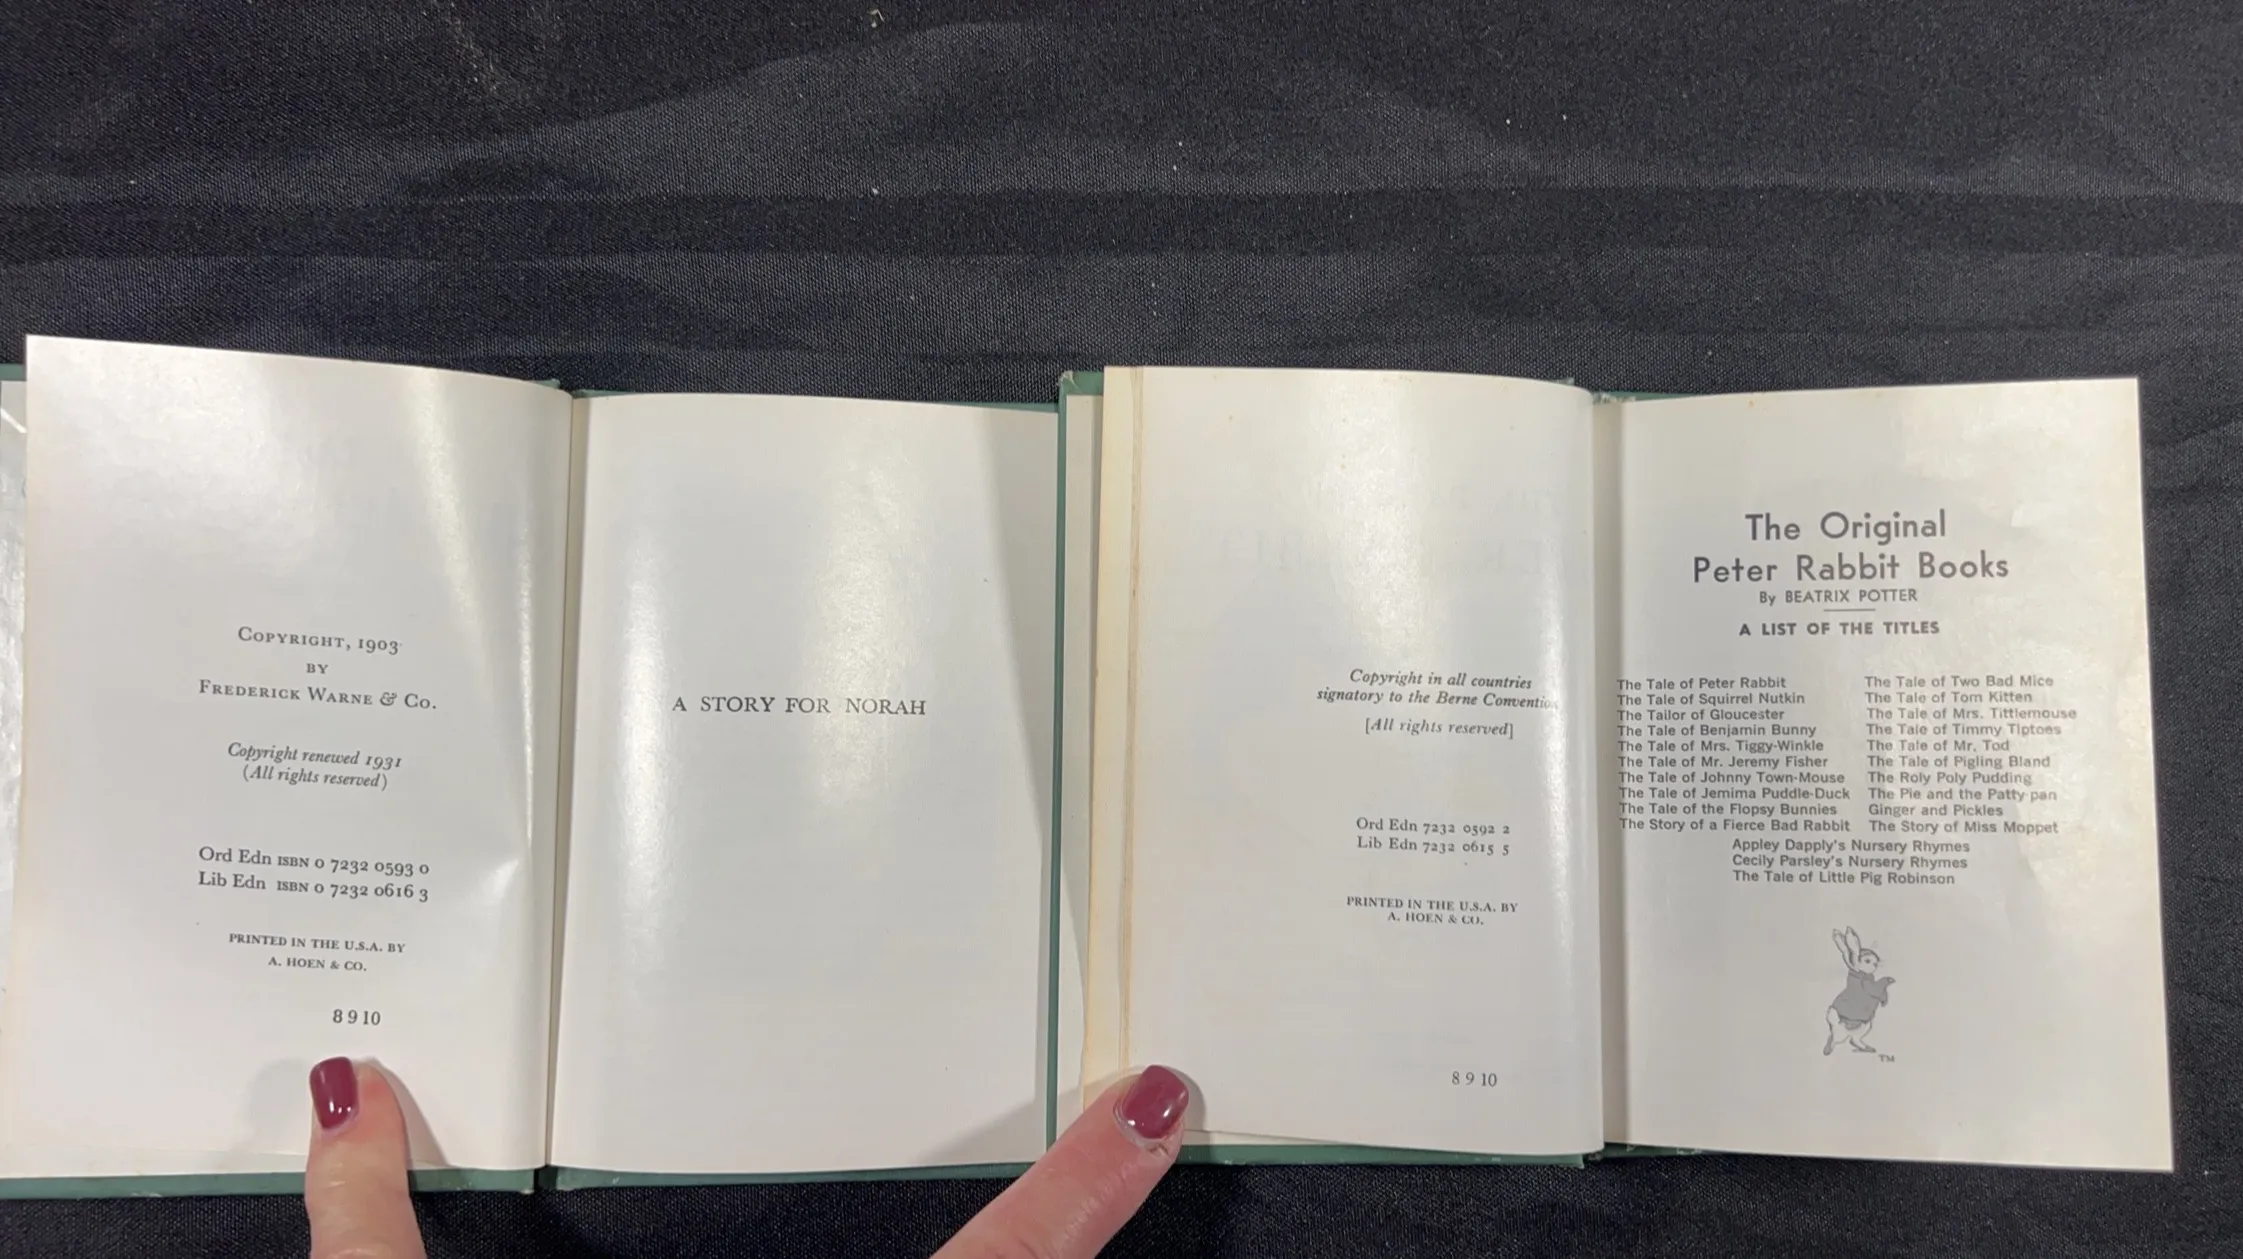 COPYRIGHT, 1903
BY
FREDERICK WARNE & CO.
Copyright renewed 1931
(All rights reserved)
Ord Edn ISBN 0 7232 0593 0
Lib Edn ISBN 0 7232 0616 3
PRINTED IN THE U.S.A. BY
A. HOEN & CO.
8 9 10
A STORY FOR NORAH
Copyright in all countries
signatory to the Berne Convention
[All rights reserved]
Ord Edn 7232 0592 2
Lib Edn 7232 0615 5
PRINTED IN THE U.S.A. BY
A. HOEN & CO.
8 9 10
The Original
Peter Rabbit Books
By BEATRIX POTTER
A LIST OF THE TITLES
The Tale of Peter Rabbit
The Tale of Squirrel Nutkin
The Tailor of Gloucester
The Tale of Benjamin Bunny
The Tale of Mrs. Tiggy-Winkle
The Tale of Mr. Jeremy Fisher
The Tale of Johnny Town-Mouse
The Tale of Jemima Puddle-Duck
The Tale of the Flopsy Bunnies
The Story of a Fierce Bad Rabbit
The Tale of Two Bad Mice
The Tale of Tom Kitten
The Tale of Mrs. Tittlemouse
The Tale of Timmy Tiptoes
The Tale of Mr. Tod
The Tale of Pigling Bland
The Roly Poly Pudding
The Pie and the Patty-pan
Ginger and Pickles
The Story of Miss Moppet
Appley Dapply's Nursery Rhymes
Cecily Parsley's Nursery Rhymes
The Tale of Little Pig Robinson
TM